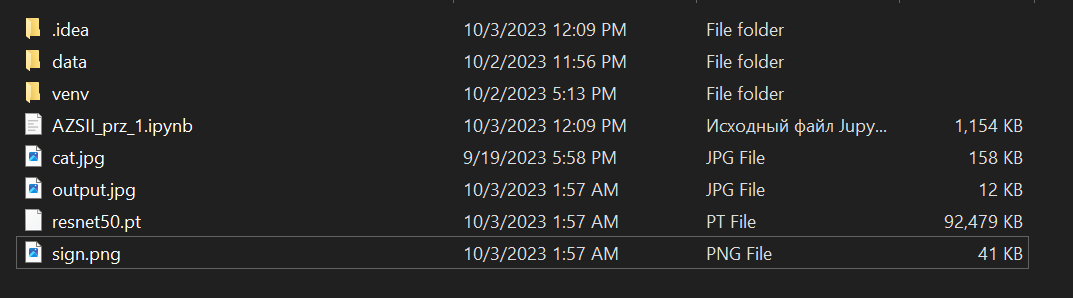 .idea 10/3/2023 12:09 PM File folder
data 10/2/2023 11:56 PM File folder
venv 10/2/2023 5:13 PM File folder
AZSII_prz_1.ipynb 10/3/2023 12:09 PM Исходный файл Jupy... 1,154 KB
cat.jpg 9/19/2023 5:58 PM JPG File 158 KB
output.jpg 10/3/2023 1:57 AM JPG File 12 KB
resnet50.pt 10/3/2023 1:57 AM PT File 92,479 KB
sign.png 10/3/2023 1:57 AM PNG File 41 KB